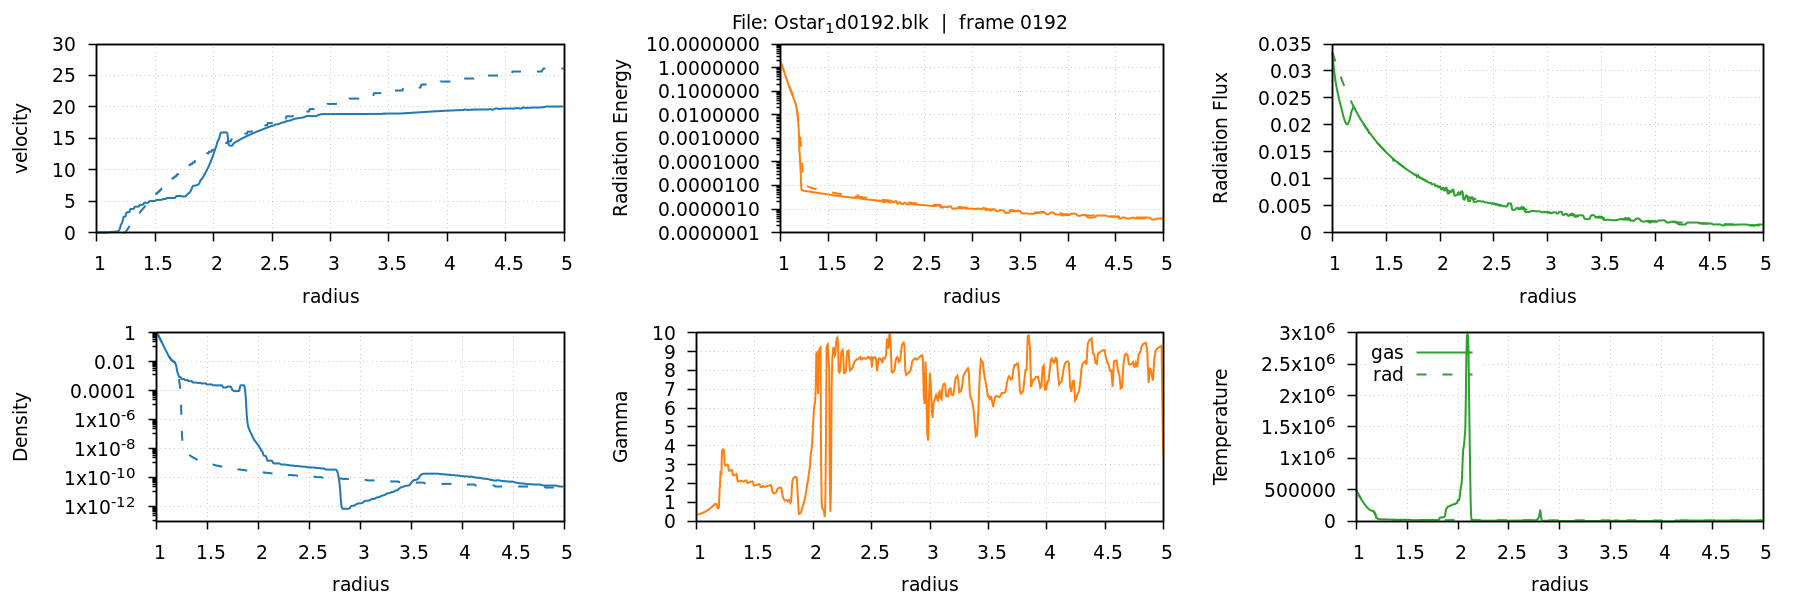 File: Ostar₁d0192.blk | frame 0192
30
25
20
15
10
5
0
velocity
1 1.5 2 2.5 3 3.5 4 4.5 5
radius
10.0000000
1.0000000
0.1000000
0.0100000
0.0010000
0.0001000
0.0000100
0.0000010
0.0000001
Radiation Energy
1 1.5 2 2.5 3 3.5 4 4.5 5
radius
0.035
0.03
0.025
0.02
0.015
0.01
0.005
0
Radiation Flux
1 1.5 2 2.5 3 3.5 4 4.5 5
radius
1
0.01
0.0001
1x10⁻⁶
1x10⁻⁸
1x10⁻¹⁰
1x10⁻¹²
Density
1 1.5 2 2.5 3 3.5 4 4.5 5
radius
10
9
8
7
6
5
4
3
2
1
0
Gamma
1 1.5 2 2.5 3 3.5 4 4.5 5
radius
3x10⁶
2.5x10⁶
2x10⁶
1.5x10⁶
1x10⁶
500000
0
Temperature
gas
rad
1 1.5 2 2.5 3 3.5 4 4.5 5
radius